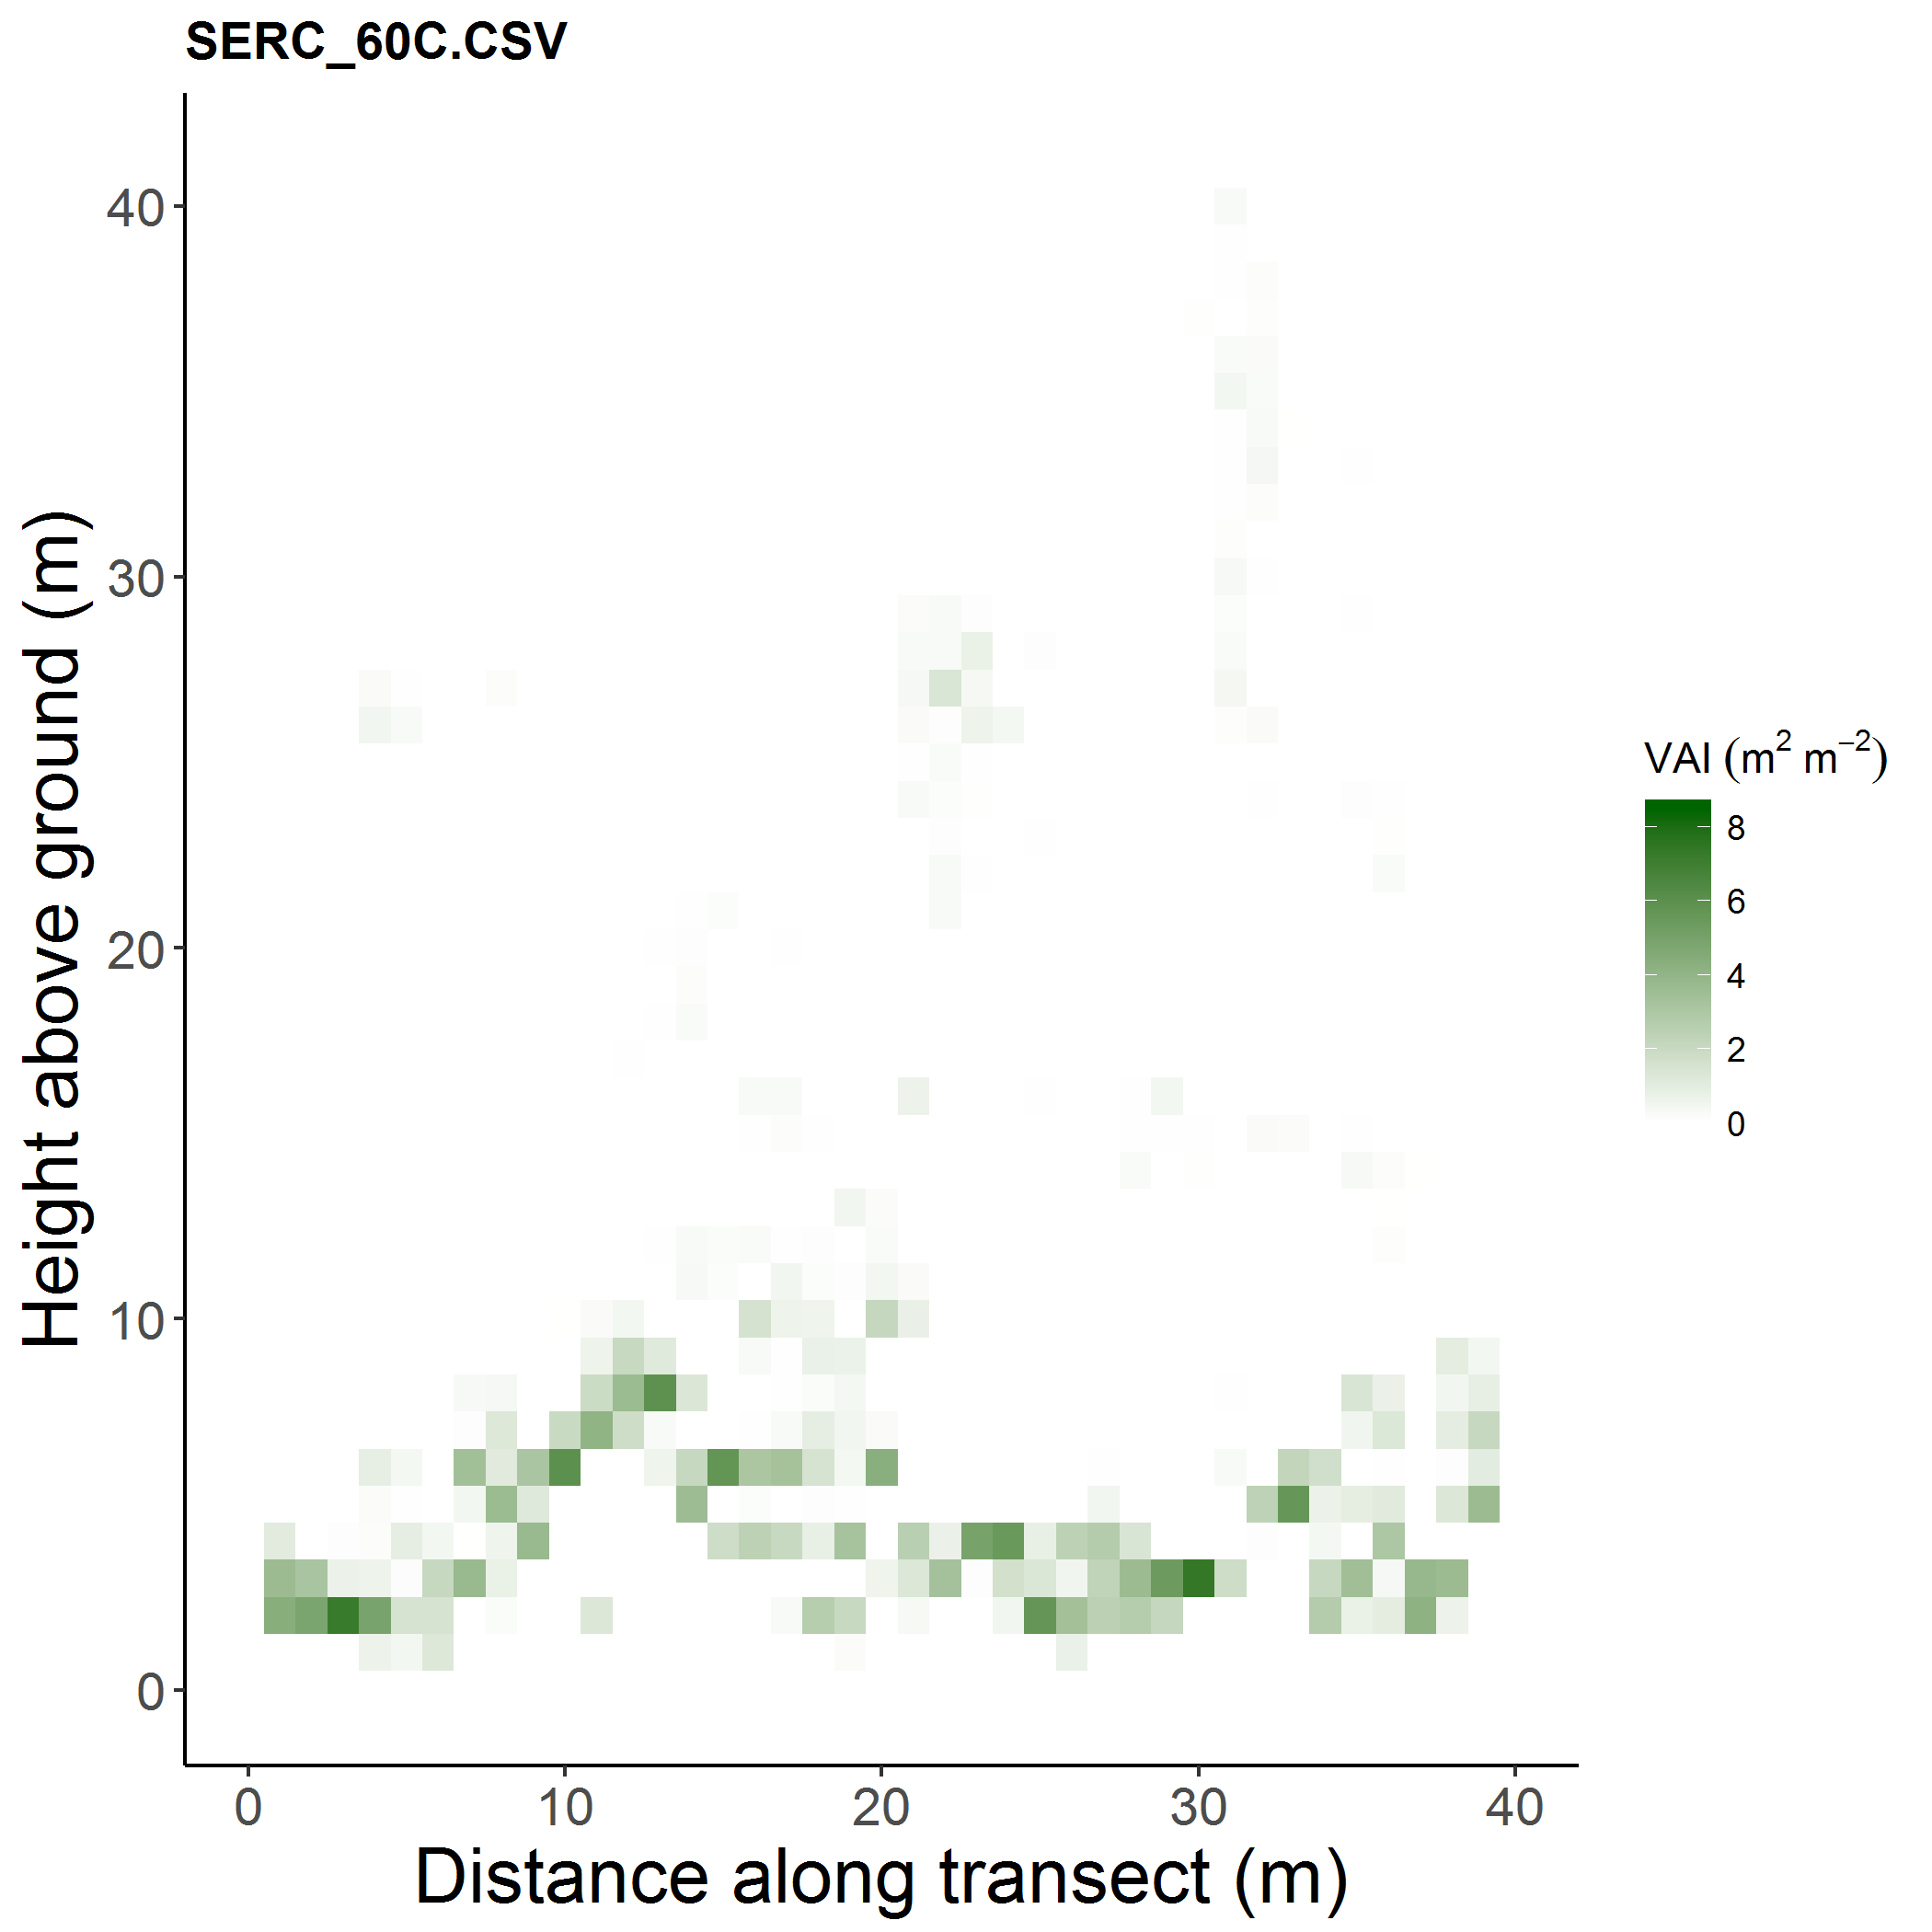 SERC_60C.CSV
40
30
20
10
0
Height above ground (m)
0 10 20 30 40
Distance along transect (m)
VAI (m² m⁻²)
8
6
4
2
0